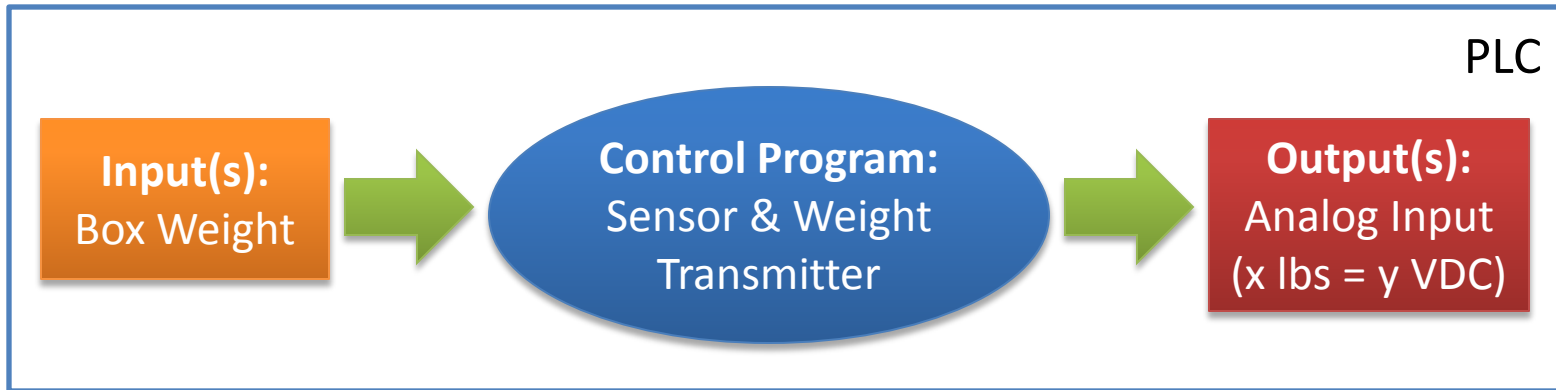 PLC
Input(s):
Box Weight
Control Program:
Sensor & Weight
Transmitter
Output(s):
Analog Input
(x lbs = y VDC)